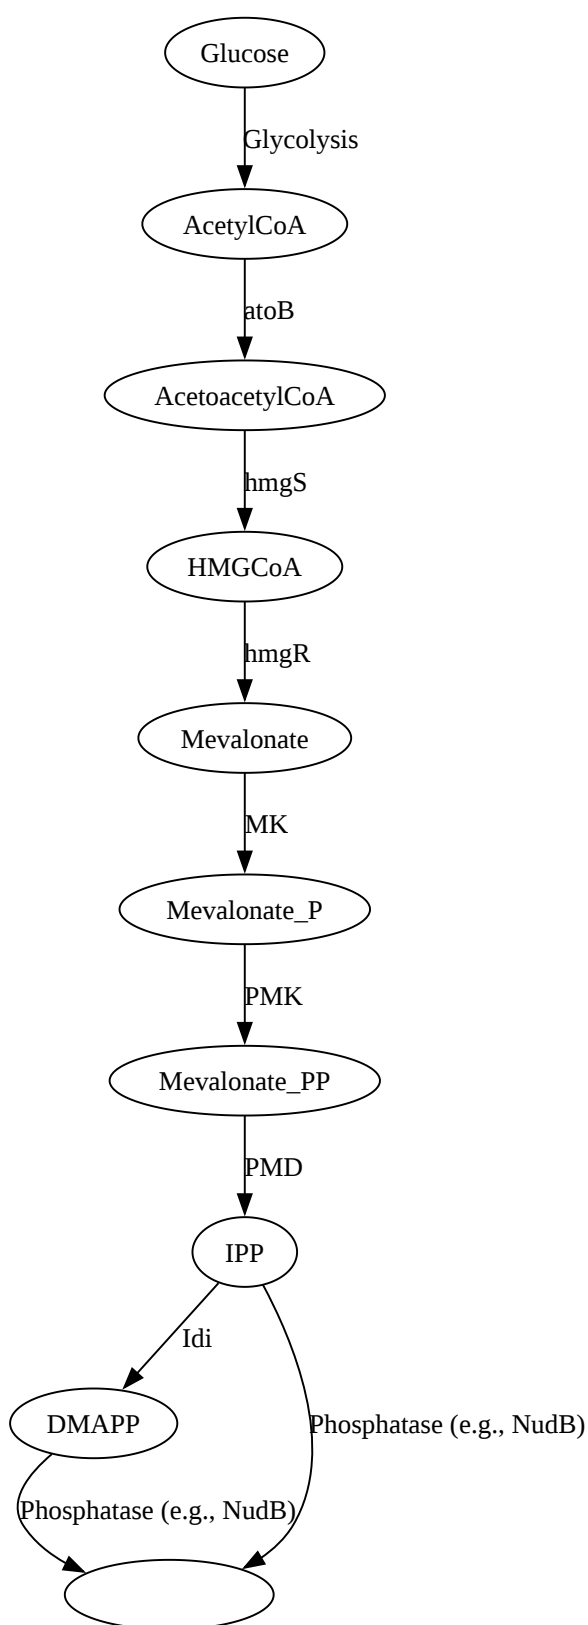 Glucose
Glycolysis
AcetylCoA
atoB
AcetoacetylCoA
hmgS
HMGCoA
hmgR
Mevalonate
MK
Mevalonate_P
PMK
Mevalonate_PP
PMD
IPP
Idi
DMAPP
Phosphatase (e.g., NudB)
Phosphatase (e.g., NudB)